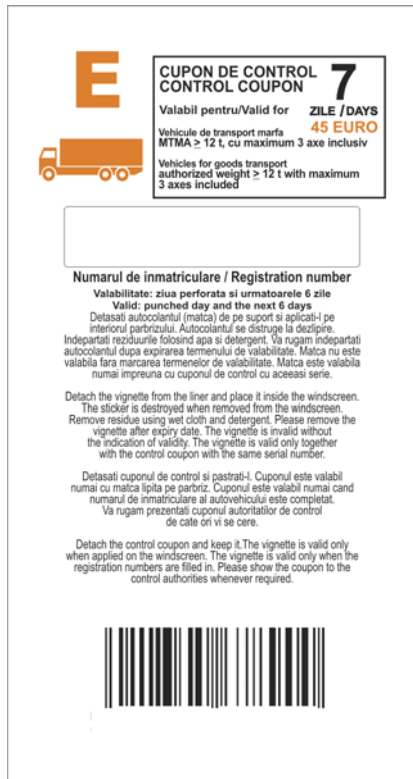 E
CUPON DE CONTROL
CONTROL COUPON
7
Valabil pentru/Valid for
ZILE / DAYS
45 EURO
Vehicule de transport marfa
MTMA ≥ 12 t, cu maximum 3 axe inclusiv
Vehicles for goods transport
authorized weight ≥ 12 t with maximum
3 axes included
Numarul de inmatriculare / Registration number
Valabilitate: ziua perforata si urmatoarele 6 zile
Valid: punched day and the next 6 days
Detasati autocolantul (matca) de pe suport si aplicati-l pe
interiorul parbrizului. Autocolantul se distruge la dezlipire.
Indepartati reziduurile folosind apa si detergent. Va rugam indepartati
autocolantul dupa expirarea termenului de valabilitate. Matca nu este
valabila fara marcarea termenelor de valabilitate. Matca este valabila
numai impreuna cu cuponul de control cu aceeasi serie.
Detach the vignette from the liner and place it inside the windscreen.
The sticker is destroyed when removed from the windscreen.
Remove residue using wet cloth and detergent. Please remove the
vignette after expiry date. The vignette is invalid without
the indication of validity. The vignette is valid only together
with the control coupon with the same serial number.
Detasati cuponul de control si pastrati-l. Cuponul este valabil
numai cu matca lipita pe parbriz. Cuponul este valabil numai cand
numarul de inmatriculare al autovehicului este completat.
Va rugam prezentati cuponul autoritatilor de control
de cate ori vi se cere.
Detach the control coupon and keep it.The vignette is valid only
when applied on the windscreen. The vignette is valid only when the
registration numbers are filled in. Please show the coupon to the
control authorities whenever required.